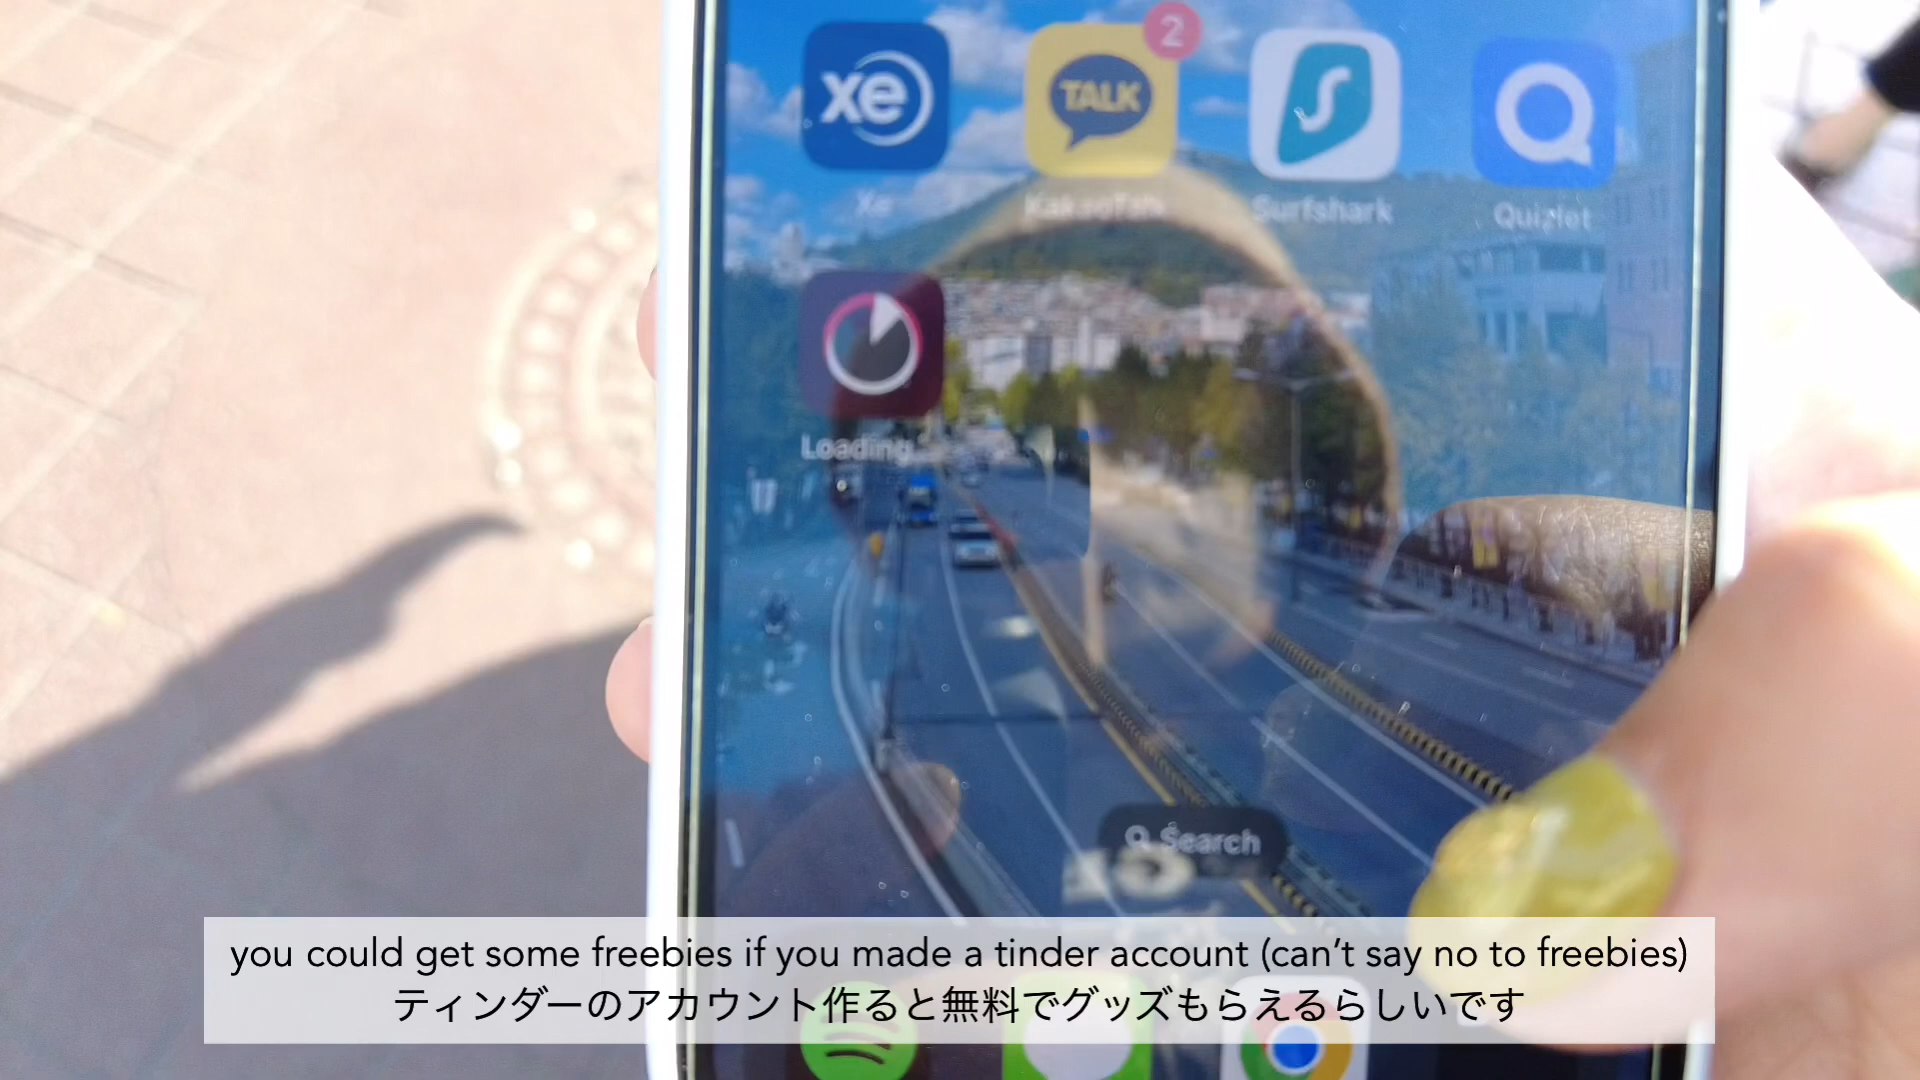 xe
TALK
2
Xe
KakaoTalk
Surfshark
Quizlet
Loading...
Search
you could get some freebies if you made a tinder account (can't say no to freebies)
ティンダーのアカウント作ると無料でグッズもらえるらしいです